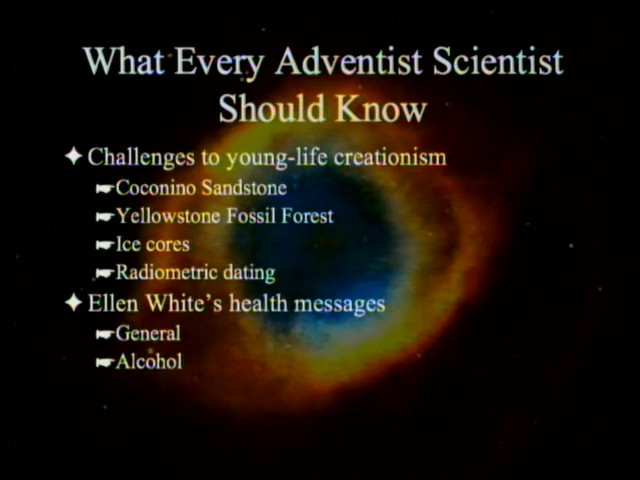 What Every Adventist Scientist
Should Know
✦ Challenges to young-life creationism
☛ Coconino Sandstone
☛ Yellowstone Fossil Forest
☛ Ice cores
☛ Radiometric dating
✦ Ellen White's health messages
☛ General
☛ Alcohol